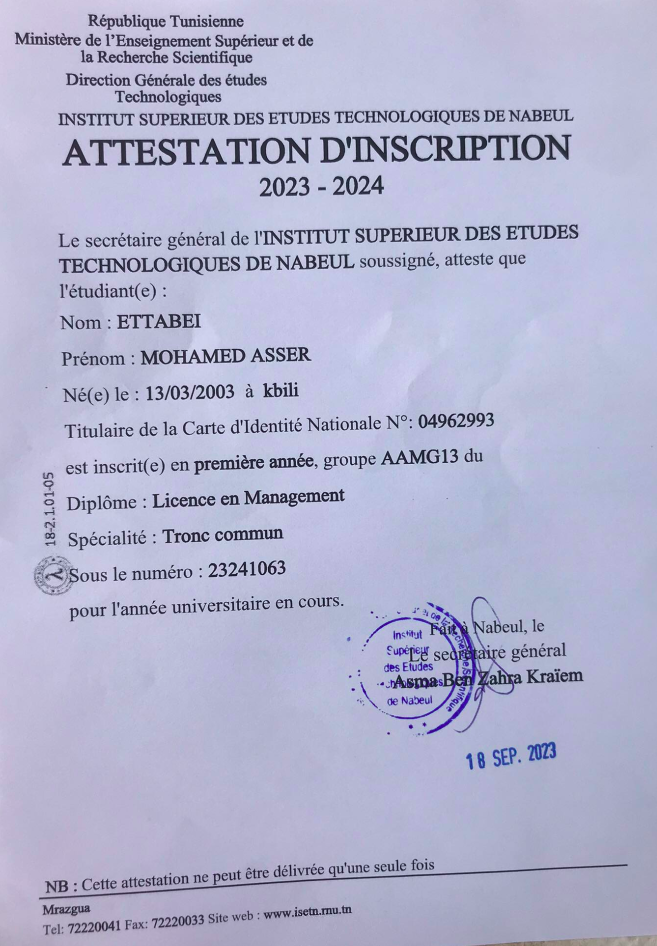 République Tunisienne
Ministère de l'Enseignement Supérieur et de
la Recherche Scientifique
Direction Générale des études
Technologiques
INSTITUT SUPERIEUR DES ETUDES TECHNOLOGIQUES DE NABEUL
ATTESTATION D'INSCRIPTION
2023 - 2024
Le secrétaire général de l'INSTITUT SUPERIEUR DES ETUDES
TECHNOLOGIQUES DE NABEUL soussigné, atteste que
l'étudiant(e) :
Nom : ETTABEI
Prénom : MOHAMED ASSER
Né(e) le : 13/03/2003 à kbili
Titulaire de la Carte d'Identité Nationale N°: 04962993
est inscrit(e) en première année, groupe AAMG13 du
Diplôme : Licence en Management
Spécialité : Tronc commun
Sous le numéro : 23241063
pour l'année universitaire en cours.
18-2.1.01-05
Fait à Nabeul, le
Le secrétaire général
Asma Ben Zahra Kraïem
Institut
Supérieur
des Etudes
de Nabeul
18 SEP. 2023
NB : Cette attestation ne peut être délivrée qu'une seule fois
Mrazgua
Tel: 72220041 Fax: 72220033 Site web : www.isetn.rnu.tn